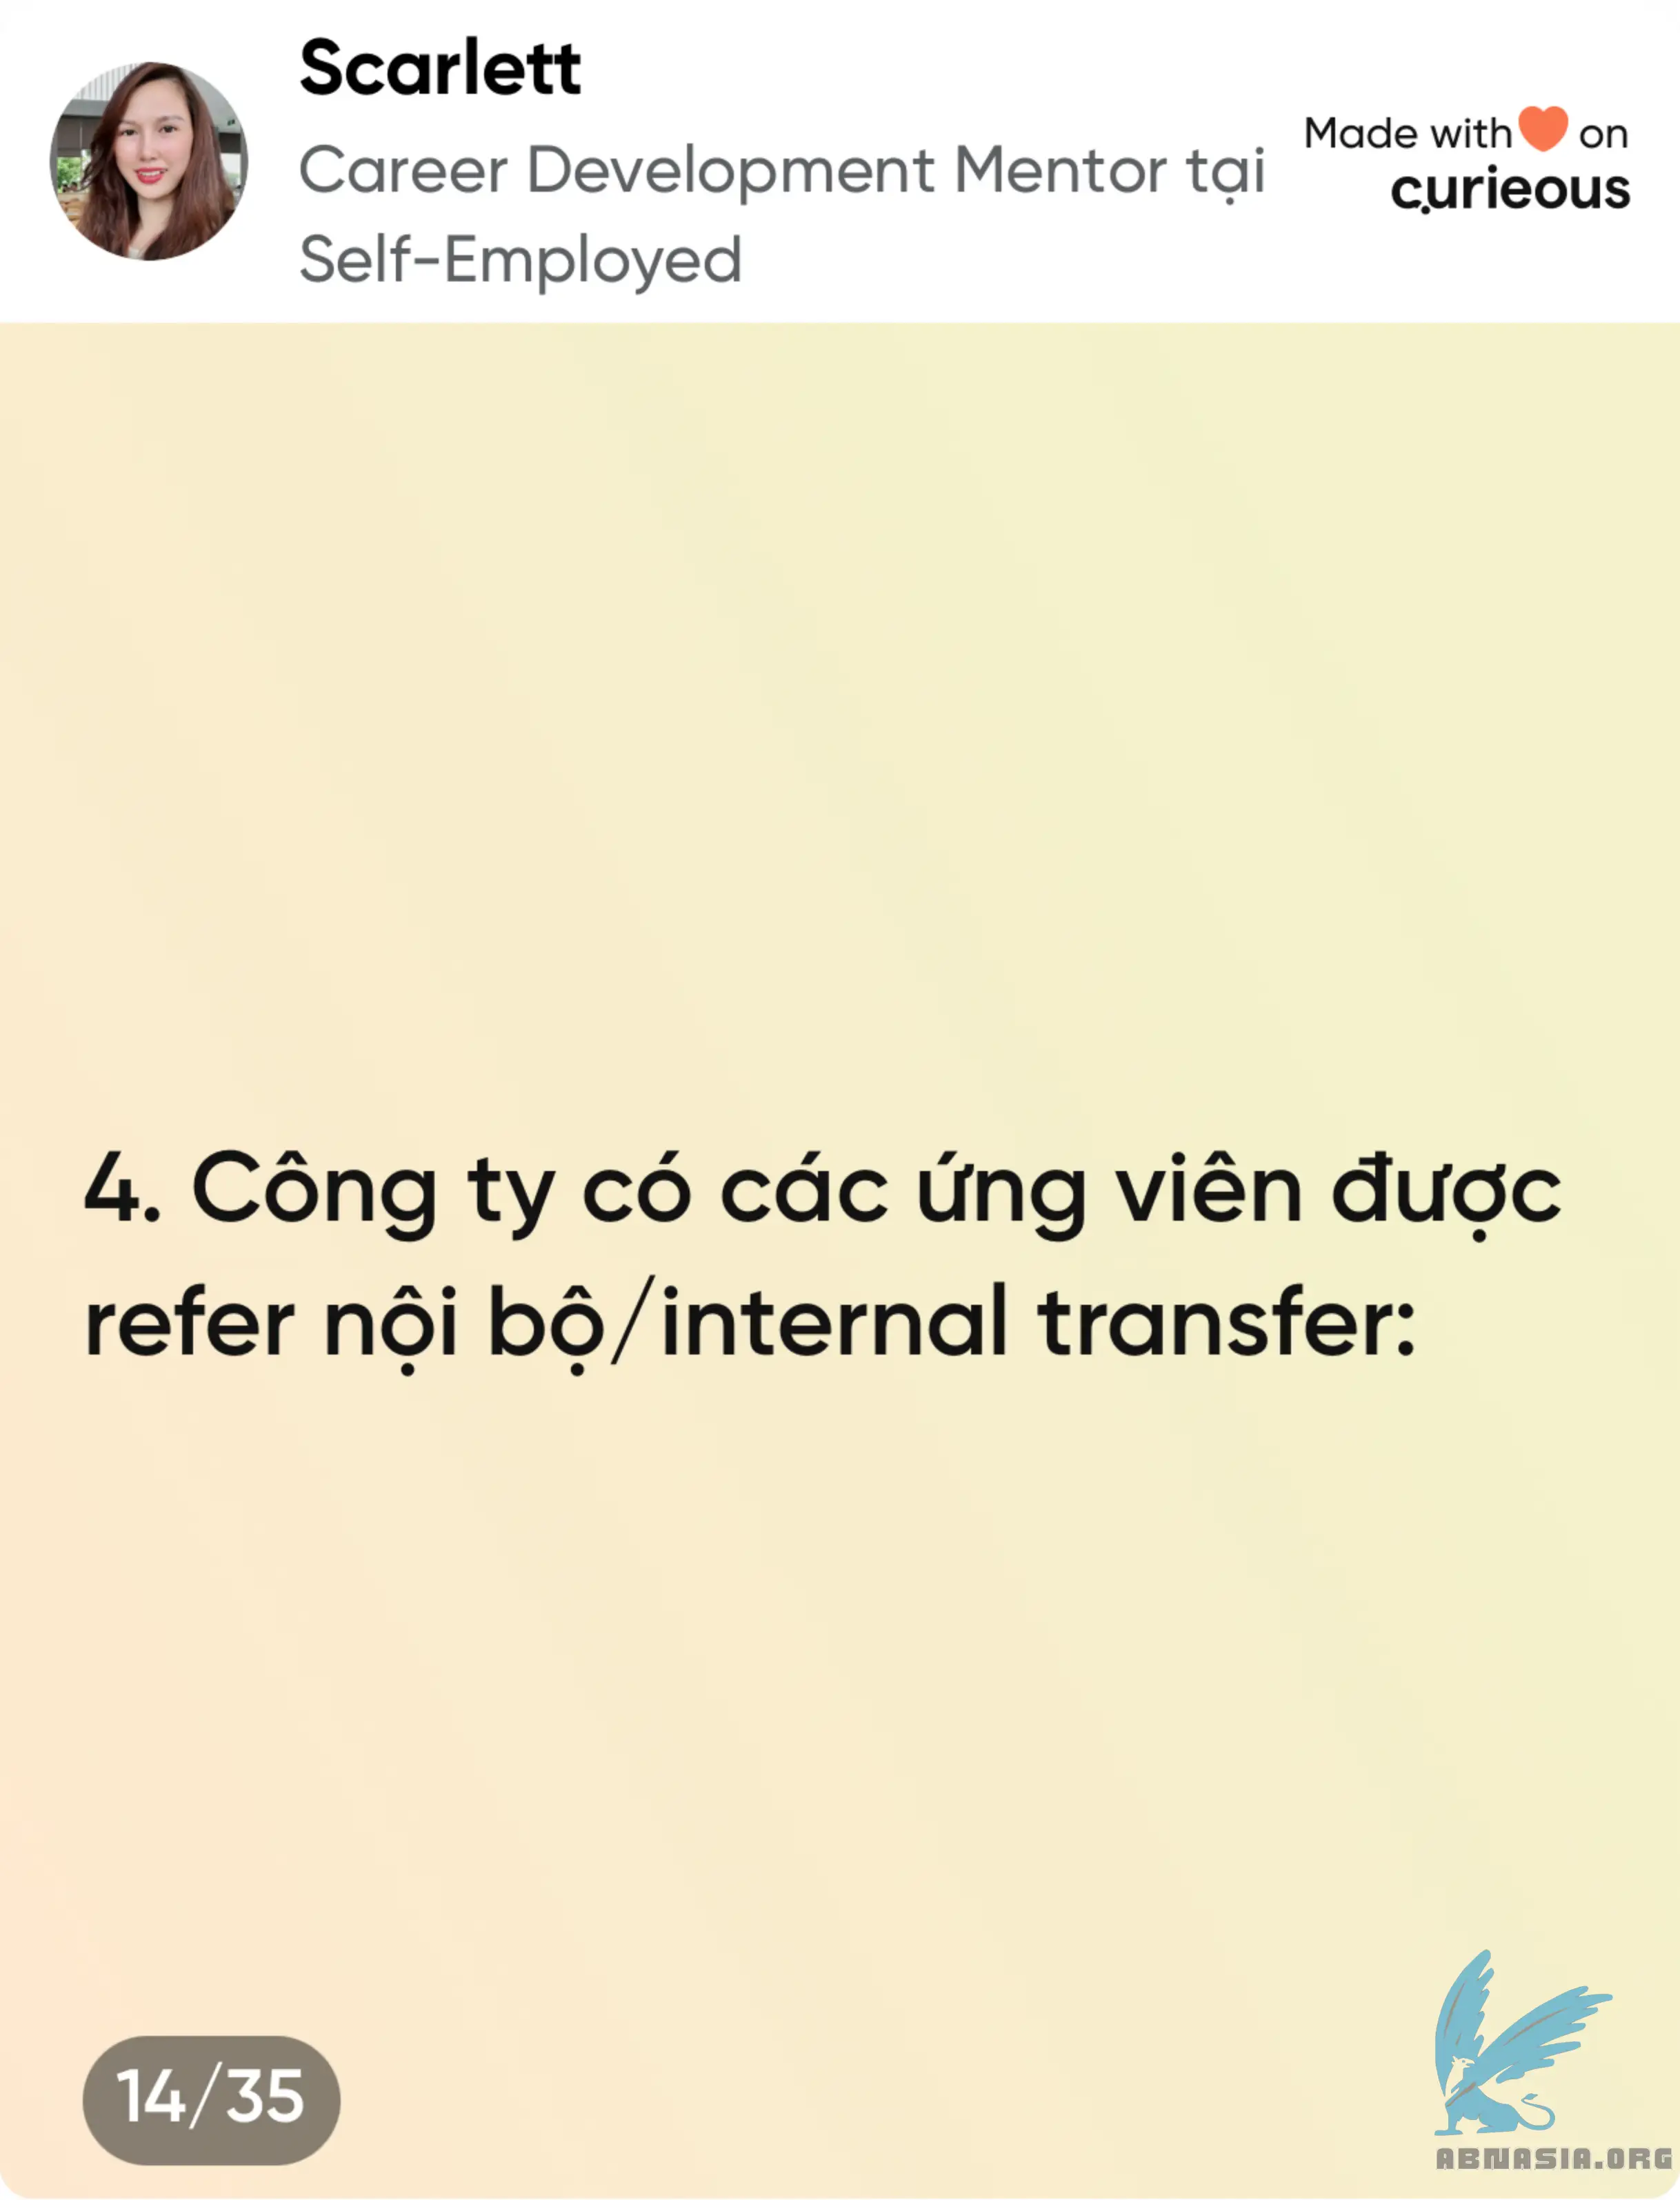 Scarlett
Career Development Mentor tại
Self-Employed
Made with on
curieous
4. Công ty có các ứng viên được
refer nội bộ/internal transfer:
14/35
ABNASIA.ORG